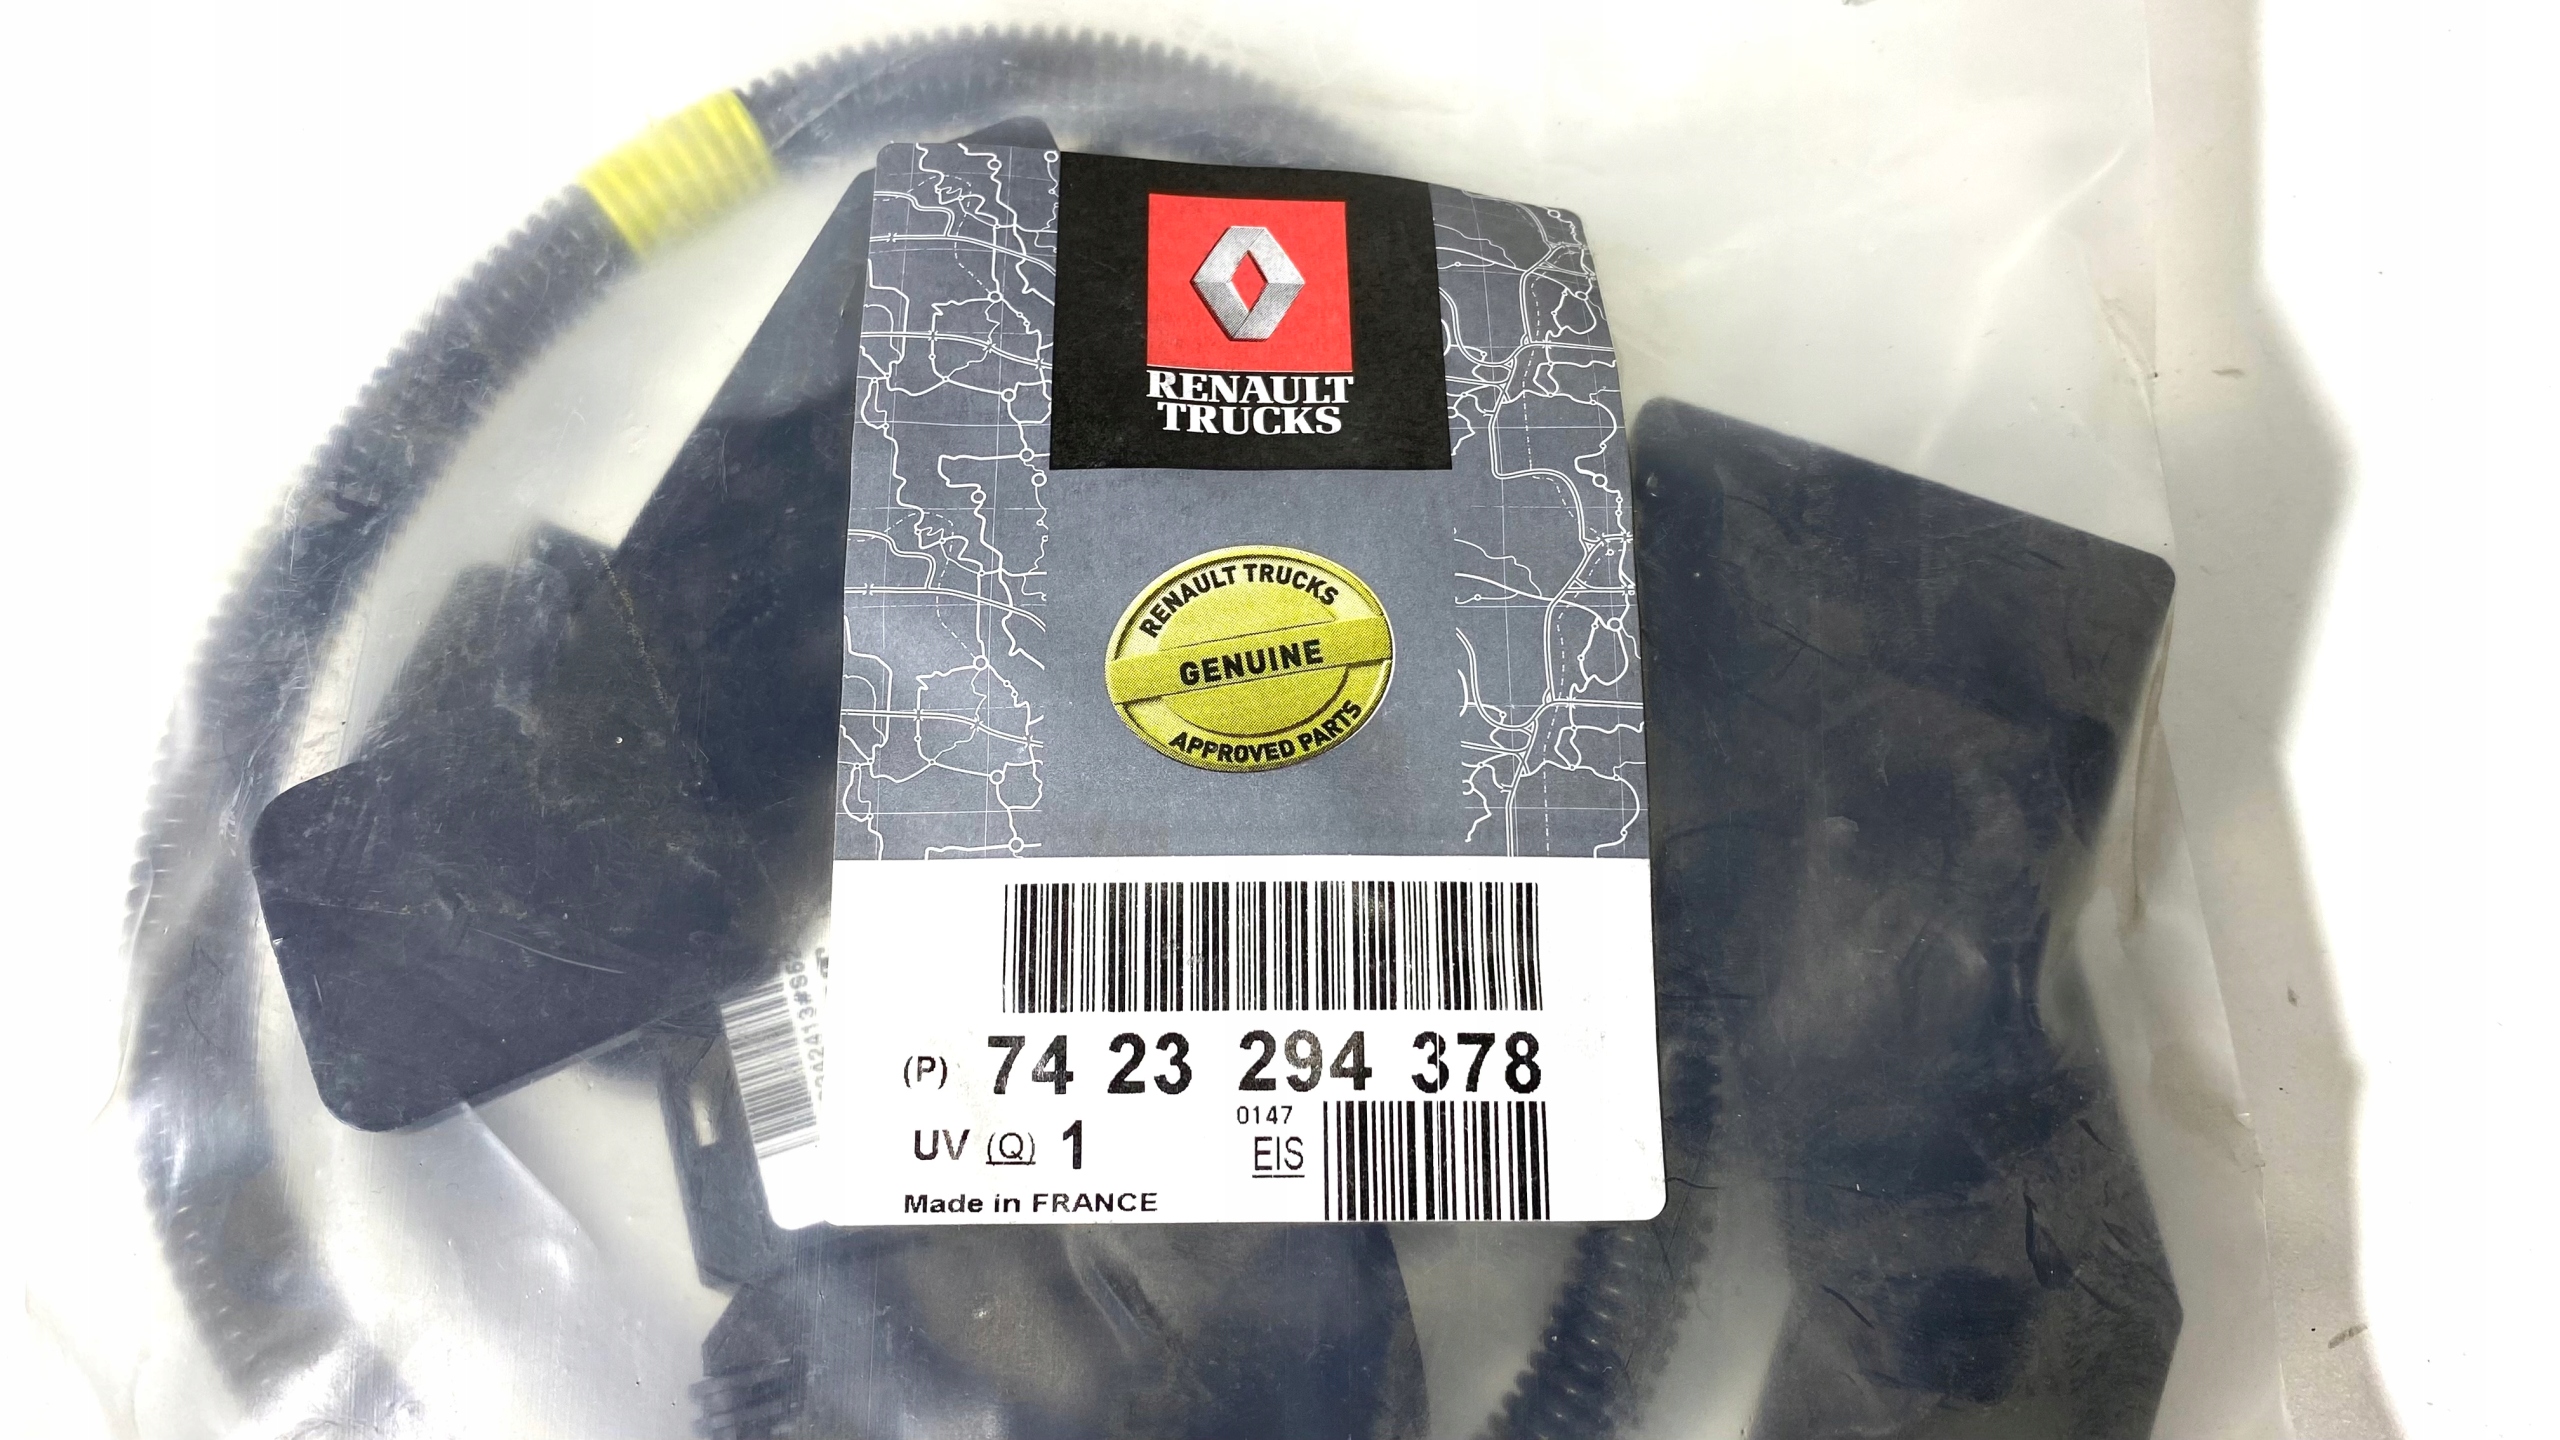 RENAULT
TRUCKS
RENAULT TRUCKS
GENUINE
APPROVED PARTS
(P) 74 23 294 378
0147
UV (Q) 1
EIS
Made in FRANCE